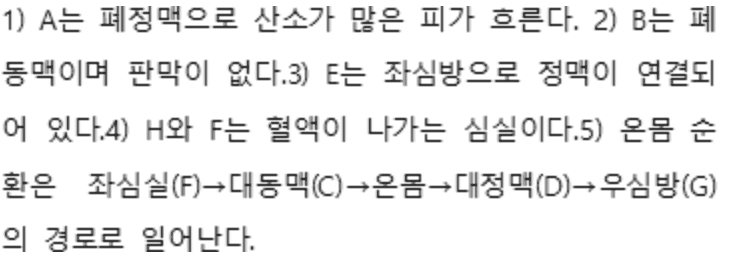 1) A는 폐정맥으로 산소가 많은 피가 흐른다. 2) B는 폐
동맥이며 판막이 없다.3) E는 좌심방으로 정맥이 연결되
어 있다.4) H와 F는 혈액이 나가는 심실이다.5) 온몸 순
환은 좌심실(F)→대동맥(C)→온몸→대정맥(D)→우심방(G)
의 경로로 일어난다.